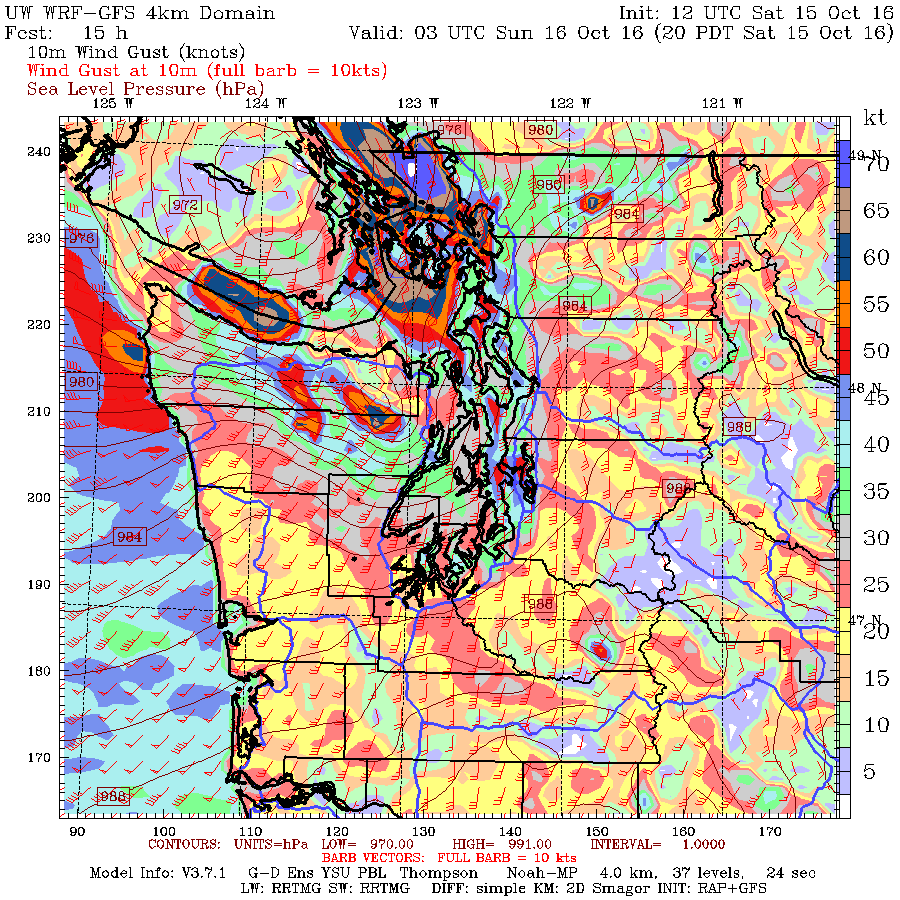 UW WRF-GFS 4km Domain Init: 12 UTC Sat 15 Oct 16
Fcst: 15 h Valid: 03 UTC Sun 16 Oct 16 (20 PDT Sat 15 Oct 16)
10m Wind Gust (knots)
Wind Gust at 10m (full barb = 10kts)
Sea Level Pressure (hPa)
125 W 124 W 123 W 122 W 121 W
kt
976 980
240
49 N
70
980
972 984
65
230 976
60
984
55
220
50
980
48 N
45
210
988
40
988
35
200
984
30
190
25
988
47 N
20
180
15
10
170
5
988
90 100 110 120 130 140 150 160 170
CONTOURS: UNITS=hPa LOW= 970.00 HIGH= 991.00 INTERVAL= 1.0000
BARB VECTORS: FULL BARB = 10 kts
Model Info: V3.7.1 G-D Ens YSU PBL Thompson Noah-MP 4.0 km, 37 levels, 24 sec
LW: RRTMG SW: RRTMG DIFF: simple KM: 2D Smagor INIT: RAP+GFS